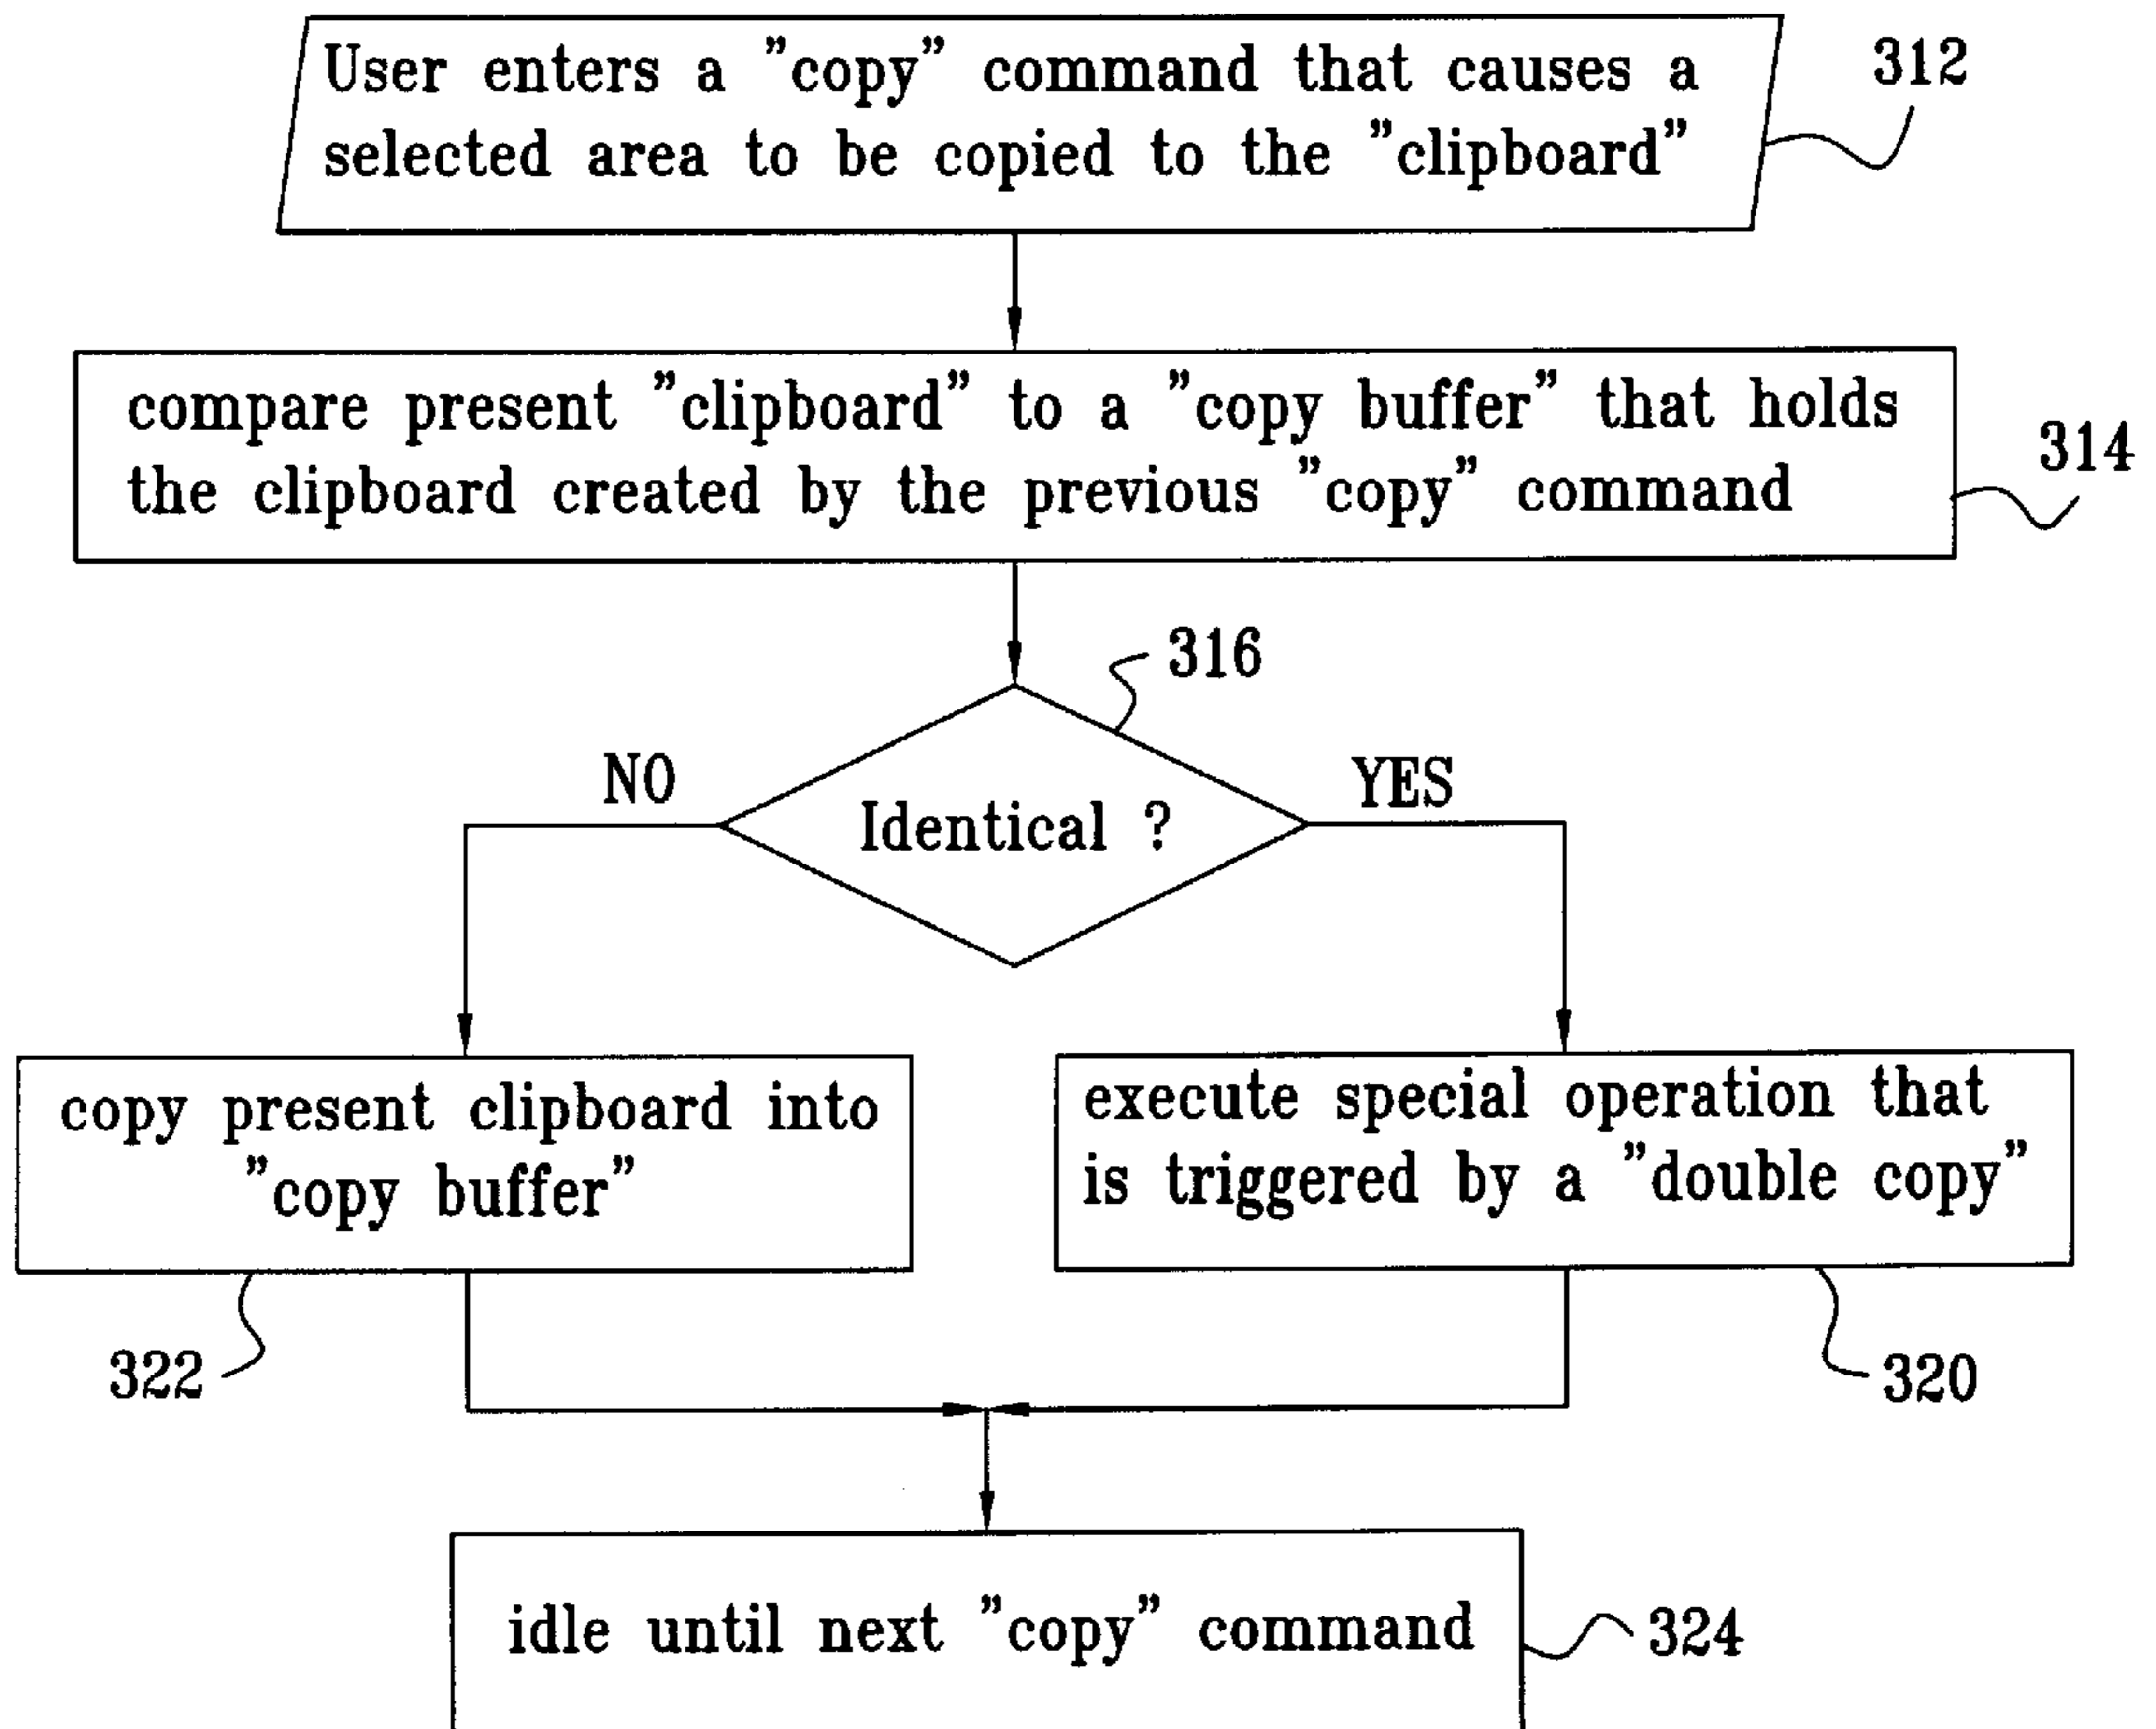 User enters a "copy" command that causes a
selected area to be copied to the "clipboard"
312
compare present "clipboard" to a "copy buffer" that holds
the clipboard created by the previous "copy" command
314
316
NO
YES
Identical ?
copy present clipboard into
"copy buffer"
execute special operation that
is triggered by a "double copy"
322
320
idle until next "copy" command
324